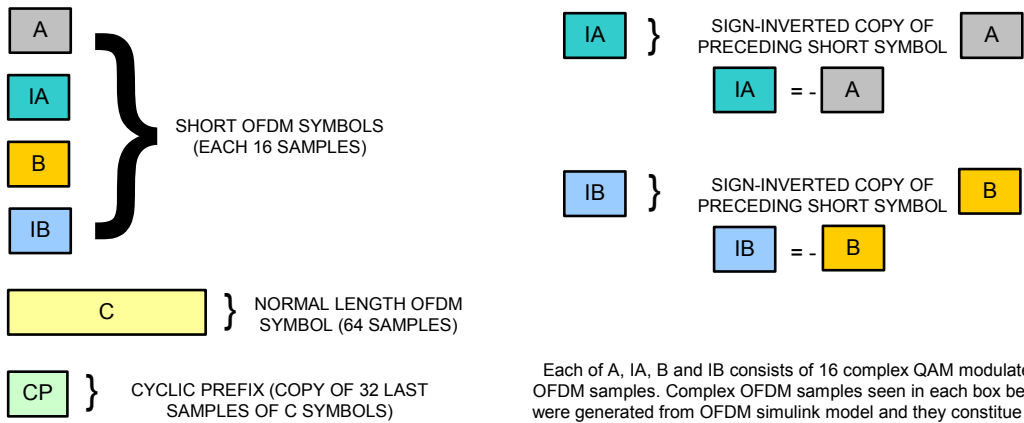 A
IA
B
IB
SHORT OFDM SYMBOLS
(EACH 16 SAMPLES)
C
NORMAL LENGTH OFDM
SYMBOL (64 SAMPLES)
CP
CYCLIC PREFIX (COPY OF 32 LAST
SAMPLES OF C SYMBOLS)
IA
SIGN-INVERTED COPY OF
PRECEDING SHORT SYMBOL
A
IA = - A
IB
SIGN-INVERTED COPY OF
PRECEDING SHORT SYMBOL
B
IB = - B
Each of A, IA, B and IB consists of 16 complex QAM modulate
OFDM samples. Complex OFDM samples seen in each box be
were generated from OFDM simulink model and they constitue